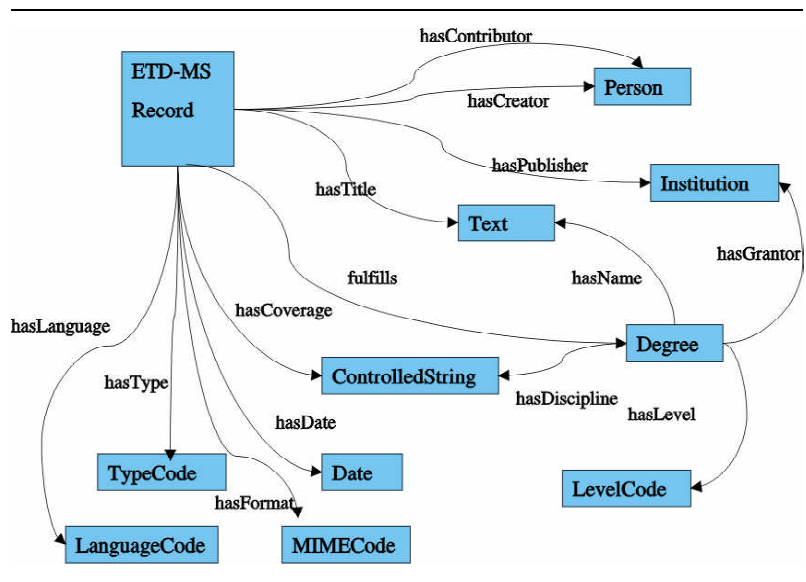 hasContributor
ETD-MS
Record
Person
hasCreator
hasPublisher
hasTitle
Institution
Text
hasGrantor
fulfills
hasName
hasCoverage
hasLanguage
Degree
ControlledString
hasType
hasDiscipline
hasLevel
hasDate
TypeCode
Date
LevelCode
hasFormat
LanguageCode
MIMECode